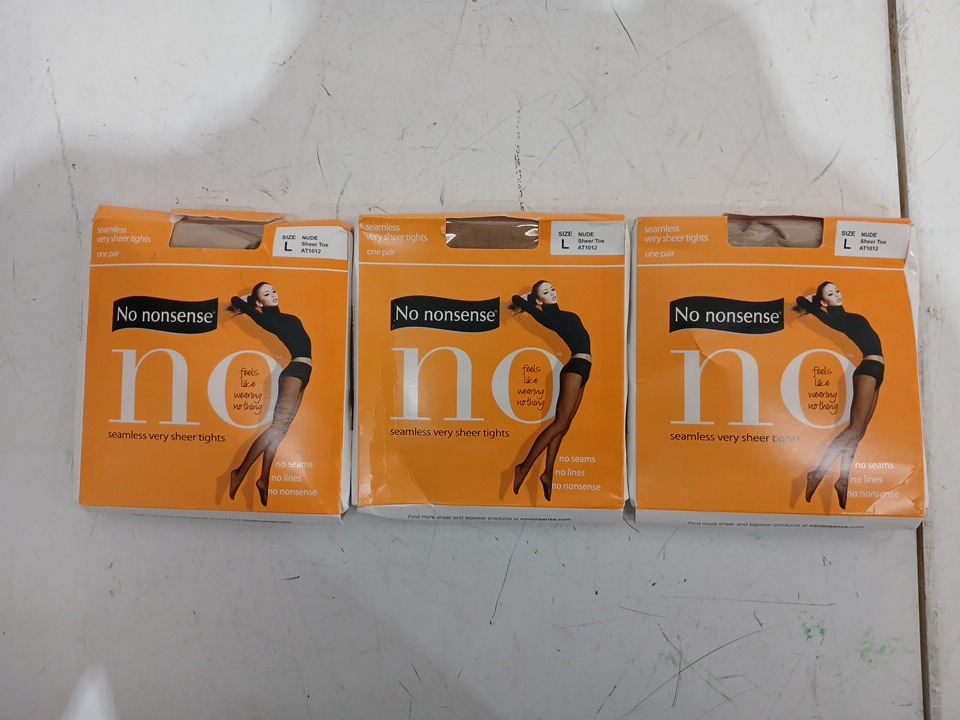 seamless
very sheer tights
one pair
SIZE
L
NUDE
Sheer Toe
AT1012
No nonsense®
no™
feels
like
wearing
nothing
seamless very sheer tights
no seams
no lines
no nonsense
seamless
very sheer tights
one pair
SIZE
L
NUDE
Sheer Toe
AT1012
No nonsense®
no
feels
like
wearing
nothing
seamless very sheer tights
no seams
no lines
no nonsense
Find more sheer and legwear products at nononsense.com
seamless
very sheer tights
one pair
SIZE
L
NUDE
Sheer Toe
AT1012
No nonsense®
no™
feels
like
wearing
nothing
seamless very sheer tights
no seams
no lines
no nonsense
Find more sheer and legwear products at nononsense.com